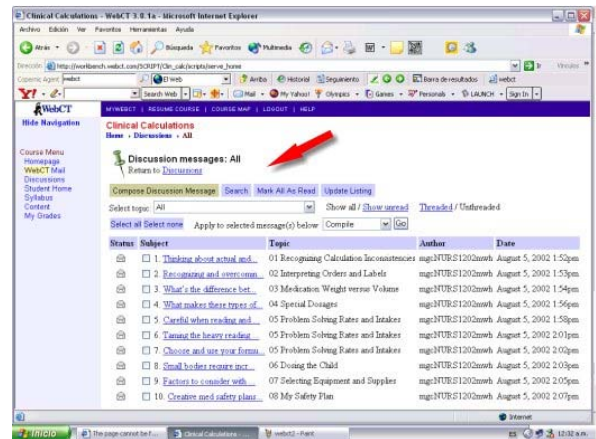 Clinical Calculations - WebCT 3.8.1a - Microsoft Internet Explorer
Archivo Edición Ver Favoritos Herramientas Ayuda
Atrás Búsqueda Favoritos Multimedia
Dirección http://workbench.webct.com/SCRIPT/Clin_calc/scripts/serve_home Ir Vínculos
Copernic Agent webct El Web Arriba Historial Seguimiento Barra de resultados webct
Y! Search Web Mail My Yahoo! Olympics Games Personals LAUNCH Sign In
WebCT
MYWEBCT | RESUME COURSE | COURSE MAP | LOGOUT | HELP
Hide Navigation
Clinical Calculations
Home › Discussions › All
Course Menu
Homepage
WebCT Mail
Discussions
Student Home
Syllabus
Content
My Grades
Discussion messages: All
Return to Discussions
Compose Discussion Message Search Mark All As Read Update Listing
Select topic: All Show all / Show unread Threaded / Unthreaded
Select all Select none Apply to selected message(s) below Compile Go
Status Subject Topic Author Date
1. Thinking about actual and... 01 Recognizing Calculation Inconsistencies mgcNURS1202mwh August 5, 2002 1:52pm
2. Recognizing and overcomin... 02 Interpreting Orders and Labels mgcNURS1202mwh August 5, 2002 1:53pm
3. What's the difference bet... 03 Medication Weight versus Volume mgcNURS1202mwh August 5, 2002 1:54pm
4. What makes these types of... 04 Special Dosages mgcNURS1202mwh August 5, 2002 1:56pm
5. Careful when reading and... 05 Problem Solving Rates and Intakes mgcNURS1202mwh August 5, 2002 1:58pm
6. Taming the heavy reading... 05 Problem Solving Rates and Intakes mgcNURS1202mwh August 5, 2002 2:01pm
7. Choose and use your formu... 05 Problem Solving Rates and Intakes mgcNURS1202mwh August 5, 2002 2:02pm
8. Small bodies require incr... 06 Dosing the Child mgcNURS1202mwh August 5, 2002 2:03pm
9. Factors to consider with ... 07 Selecting Equipment and Supplies mgcNURS1202mwh August 5, 2002 2:05pm
10. Creative med safety plans... 08 My Safety Plan mgcNURS1202mwh August 5, 2002 2:07pm
Internet
Inicio The page cannot be f... Clinical Calculations - ... webct2 - Paint ES 12:32 a.m.